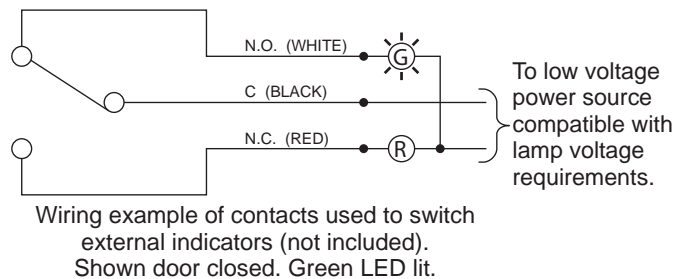 N.O. (WHITE)
G
C (BLACK)
N.C. (RED)
R
To low voltage
power source
compatible with
lamp voltage
requirements.
Wiring example of contacts used to switch
external indicators (not included).
Shown door closed. Green LED lit.